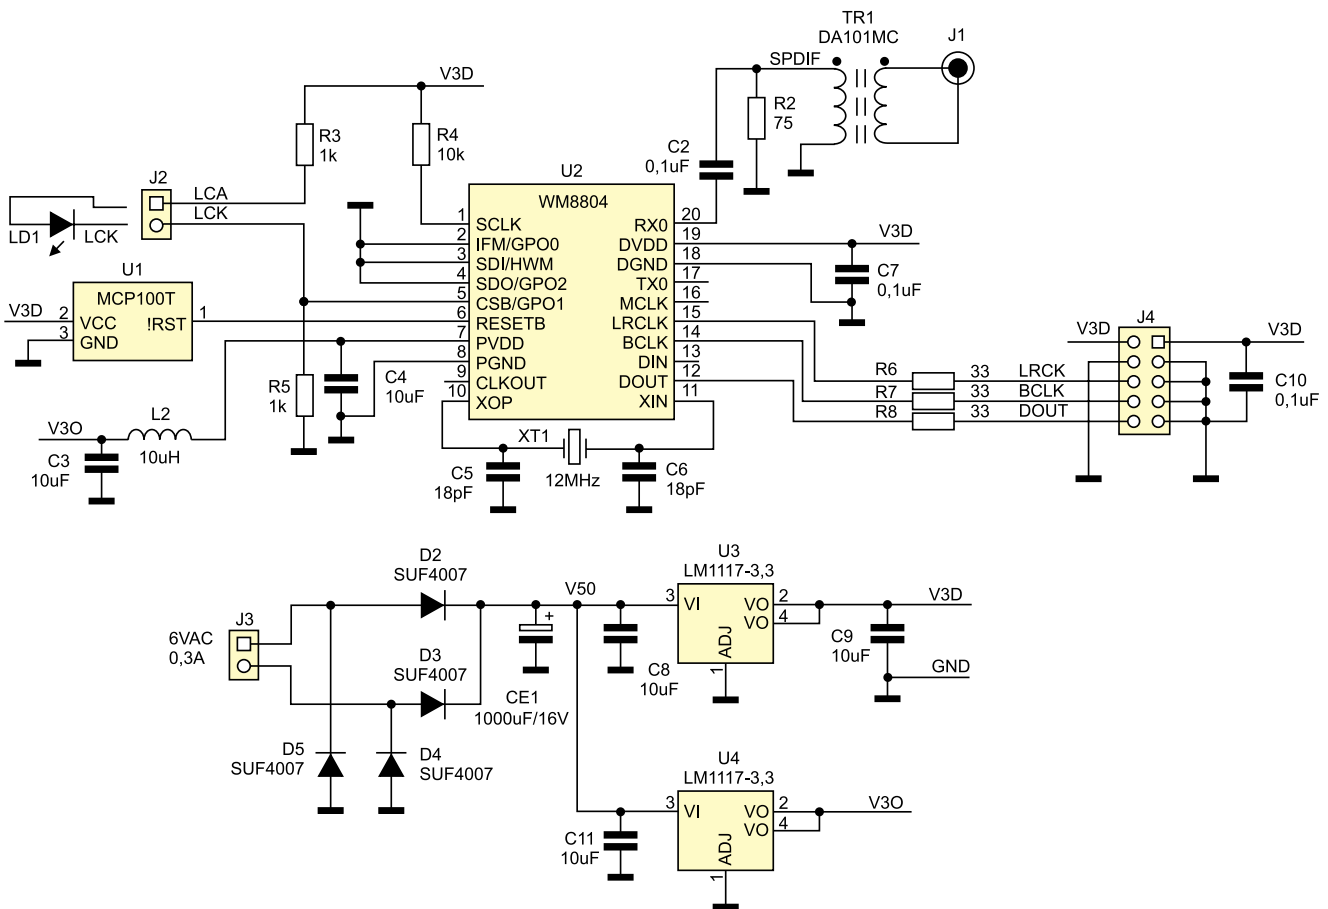 TR1
DA101MC
J1
SPDIF
R2
75
C2
0,1uF
V3D
R3
1k
R4
10k
J2
LCA
LCK
LD1
LCK
U2
WM8804
1 SCLK
2 IFM/GPO0
3 SDI/HWM
4 SDO/GPO2
5 CSB/GPO1
6 RESETB
7 PVDD
8 PGND
9 CLKOUT
10 XOP
RX0 20
DVDD 19
DGND 18
TX0 17
MCLK 16
LRCLK 15
BCLK 14
DIN 13
DOUT 12
XIN 11
V3D
C7
0,1uF
U1
MCP100T
V3D 2 VCC
!RST 1
3 GND
R5
1k
C4
10uF
V3O
L2
10uH
C3
10uF
XT1
12MHz
C5
18pF
C6
18pF
R6 33 LRCK
R7 33 BCLK
R8 33 DOUT
J4
V3D
V3D
C10
0,1uF
J3
6VAC
0,3A
D2
SUF4007
D3
SUF4007
D5
SUF4007
D4
SUF4007
V50
+
CE1
1000uF/16V
C8
10uF
U3
LM1117-3,3
3 VI
VO 2
VO 4
ADJ
1
V3D
C9
10uF
GND
U4
LM1117-3,3
3 VI
VO 2
VO 4
ADJ
1
V3O
C11
10uF